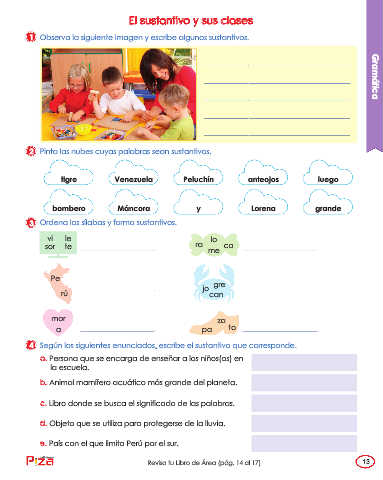 El sustantivo y sus clases
1 Observa la siguiente imagen y escribe algunos sustantivos.
Gramática
2 Pinta las nubes cuyas palabras sean sustantivos.
tigre Venezuela Peluchín anteojos luego
bombero Máncora y Lorena grande
3 Ordena las sílabas y forma sustantivos.
vi le
sor te
ra lo co
me
Pe
rú
jo gre
can
mor
a
za
pa to
4 Según los siguientes enunciados, escribe el sustantivo que corresponde.
a. Persona que se encarga de enseñar a los niños(as) en
la escuela.
b. Animal mamífero acuático más grande del planeta.
c. Libro donde se busca el significado de las palabras.
d. Objeto que se utiliza para protegerse de la lluvia.
e. País con el que limita Perú por el sur.
Piza
Revisa tu Libro de Área (pág. 14 al 17)
13